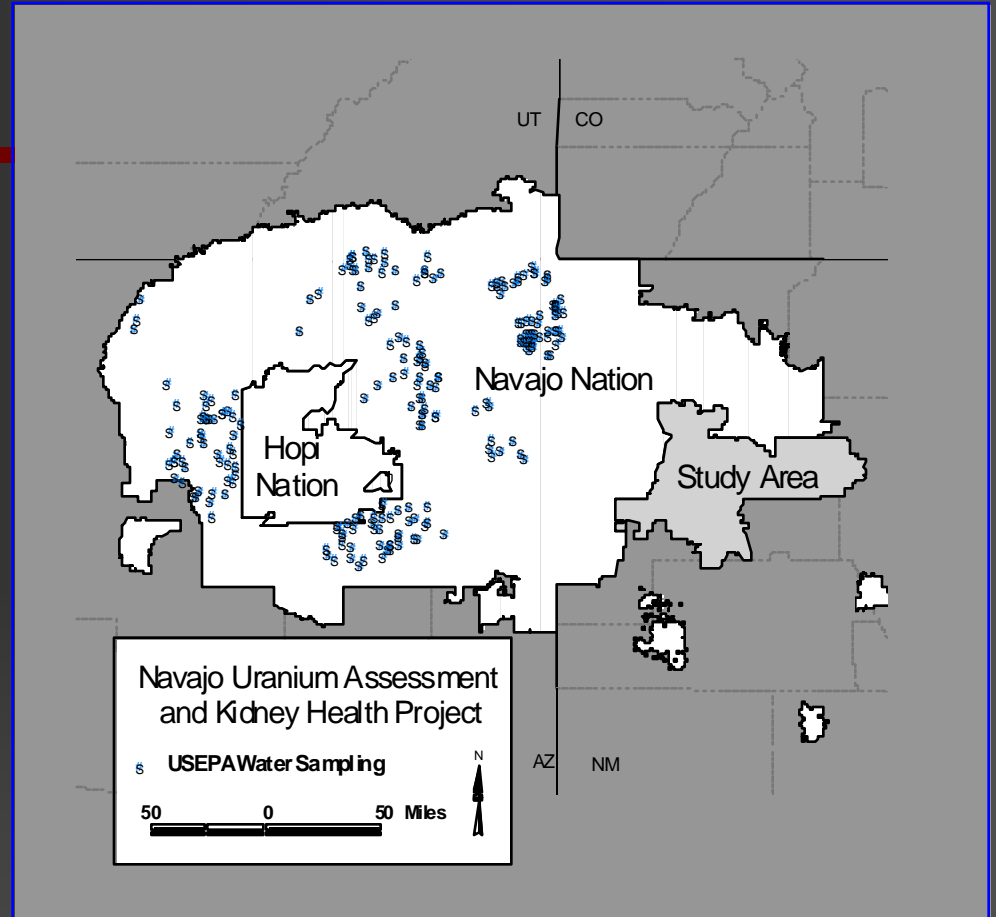 UT CO
Navajo Nation
Hopi
Nation
Study Area
Navajo Uranium Assessment
and Kidney Health Project
S USEPA Water Sampling
50 0 50 Miles
N
AZ NM